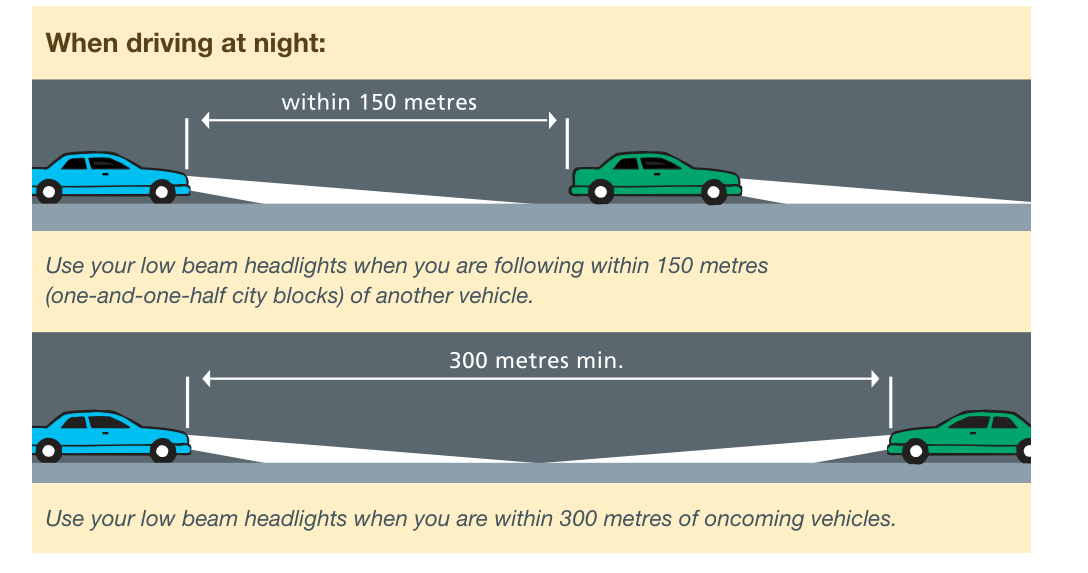 When driving at night:
within 150 metres
Use your low beam headlights when you are following within 150 metres
(one-and-one-half city blocks) of another vehicle.
300 metres min.
Use your low beam headlights when you are within 300 metres of oncoming vehicles.